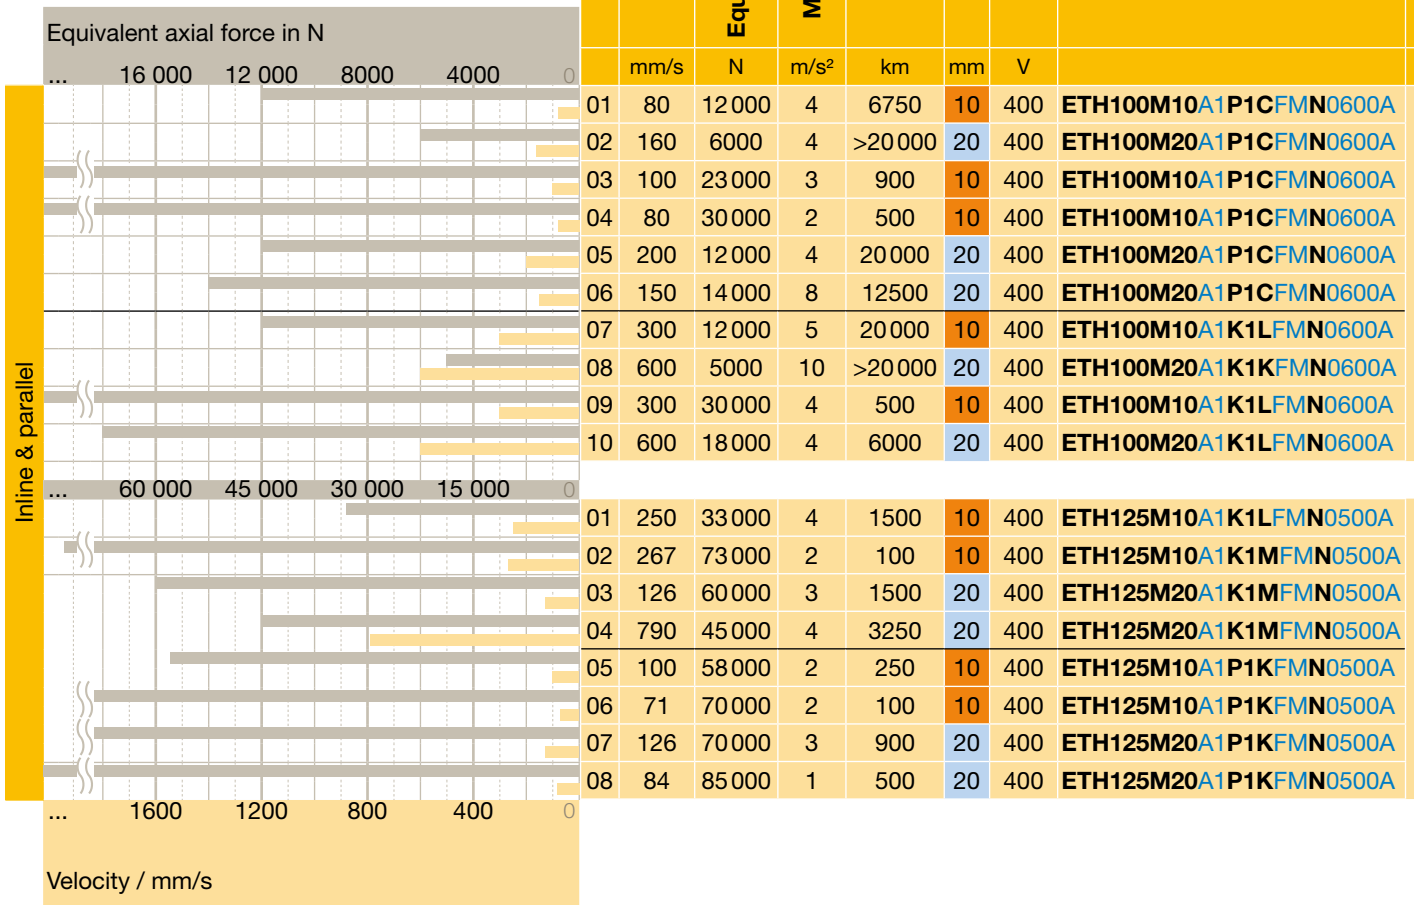 Equivalent axial force in N
Equ
M
... 16 000 12 000 8000 4000 0
mm/s N m/s² km mm V
Inline & parallel
01 80 12 000 4 6750 10 400 ETH100M10A1P1CFMN0600A
02 160 6000 4 >20 000 20 400 ETH100M20A1P1CFMN0600A
03 100 23 000 3 900 10 400 ETH100M10A1P1CFMN0600A
04 80 30 000 2 500 10 400 ETH100M10A1P1CFMN0600A
05 200 12 000 4 20 000 20 400 ETH100M20A1P1CFMN0600A
06 150 14 000 8 12500 20 400 ETH100M20A1P1CFMN0600A
07 300 12 000 5 20 000 10 400 ETH100M10A1K1LFMN0600A
08 600 5000 10 >20 000 20 400 ETH100M20A1K1KFMN0600A
09 300 30 000 4 500 10 400 ETH100M10A1K1LFMN0600A
10 600 18 000 4 6000 20 400 ETH100M20A1K1LFMN0600A
... 60 000 45 000 30 000 15 000 0
01 250 33 000 4 1500 10 400 ETH125M10A1K1LFMN0500A
02 267 73 000 2 100 10 400 ETH125M10A1K1MFMN0500A
03 126 60 000 3 1500 20 400 ETH125M20A1K1MFMN0500A
04 790 45 000 4 3250 20 400 ETH125M20A1K1MFMN0500A
05 100 58 000 2 250 10 400 ETH125M10A1P1KFMN0500A
06 71 70 000 2 100 10 400 ETH125M10A1P1KFMN0500A
07 126 70 000 3 900 20 400 ETH125M20A1P1KFMN0500A
08 84 85 000 1 500 20 400 ETH125M20A1P1KFMN0500A
... 1600 1200 800 400 0
Velocity / mm/s